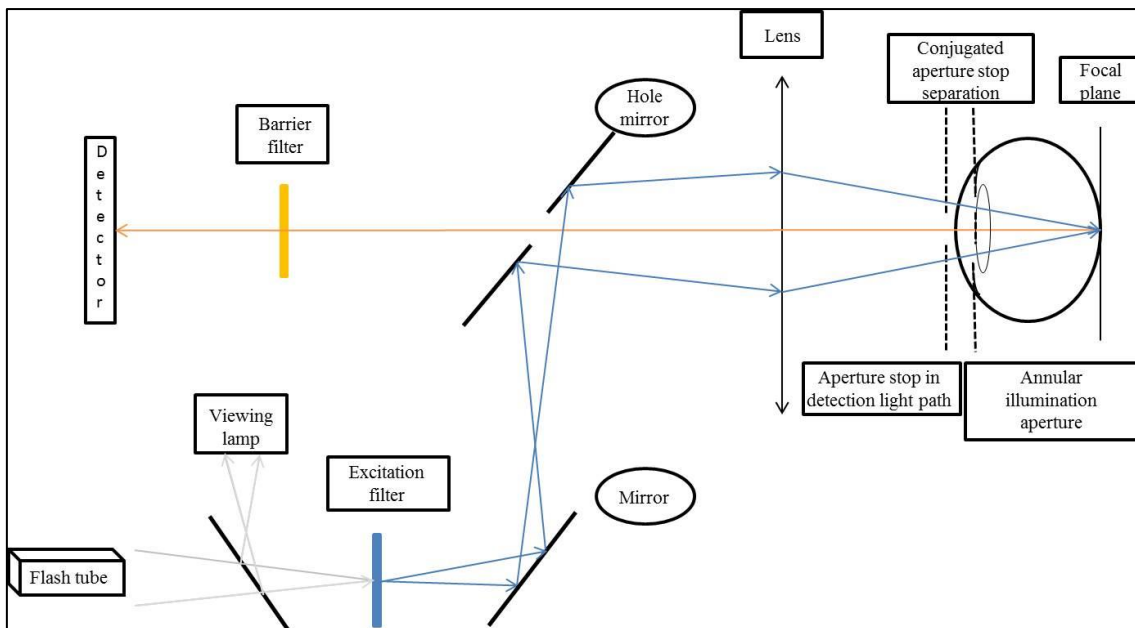 Lens
Conjugated
aperture stop
separation
Focal
plane
Hole
mirror
Barrier
filter
Detector
Aperture stop in
detection light path
Annular
illumination
aperture
Viewing
lamp
Excitation
filter
Mirror
Flash tube